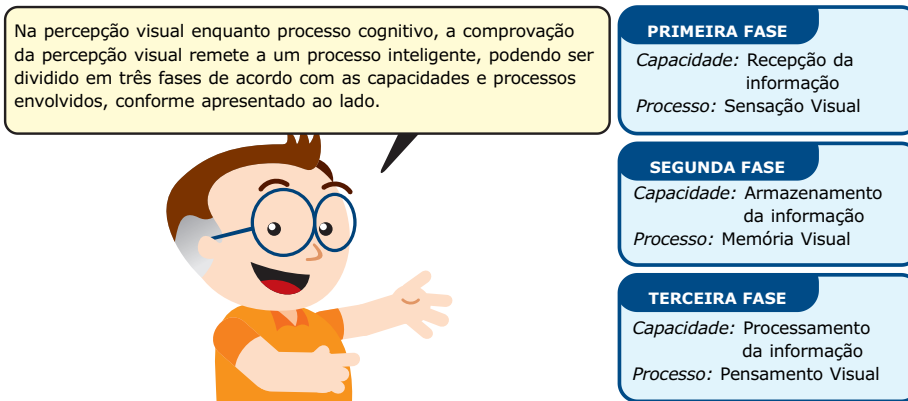 Na percepção visual enquanto processo cognitivo, a comprovação
da percepção visual remete a um processo inteligente, podendo ser
dividido em três fases de acordo com as capacidades e processos
envolvidos, conforme apresentado ao lado.
PRIMEIRA FASE
Capacidade: Recepção da
informação
Processo: Sensação Visual
SEGUNDA FASE
Capacidade: Armazenamento
da informação
Processo: Memória Visual
TERCEIRA FASE
Capacidade: Processamento
da informação
Processo: Pensamento Visual